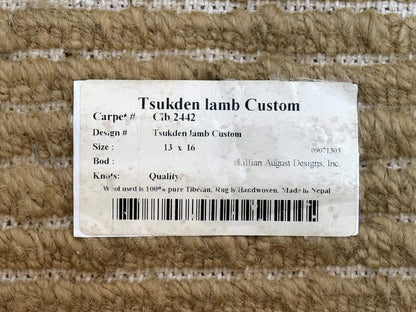 Tsukden lamb Custom
Carpet # Cib 2442
Design # Tsukden lamb Custom
Size : 13 x 16 09071303
Bod : Lillian August Designs, Inc.
Knots: Quality:
Wool used is 100% pure Tibetan, Rug is Handwoven, Made in Nepal